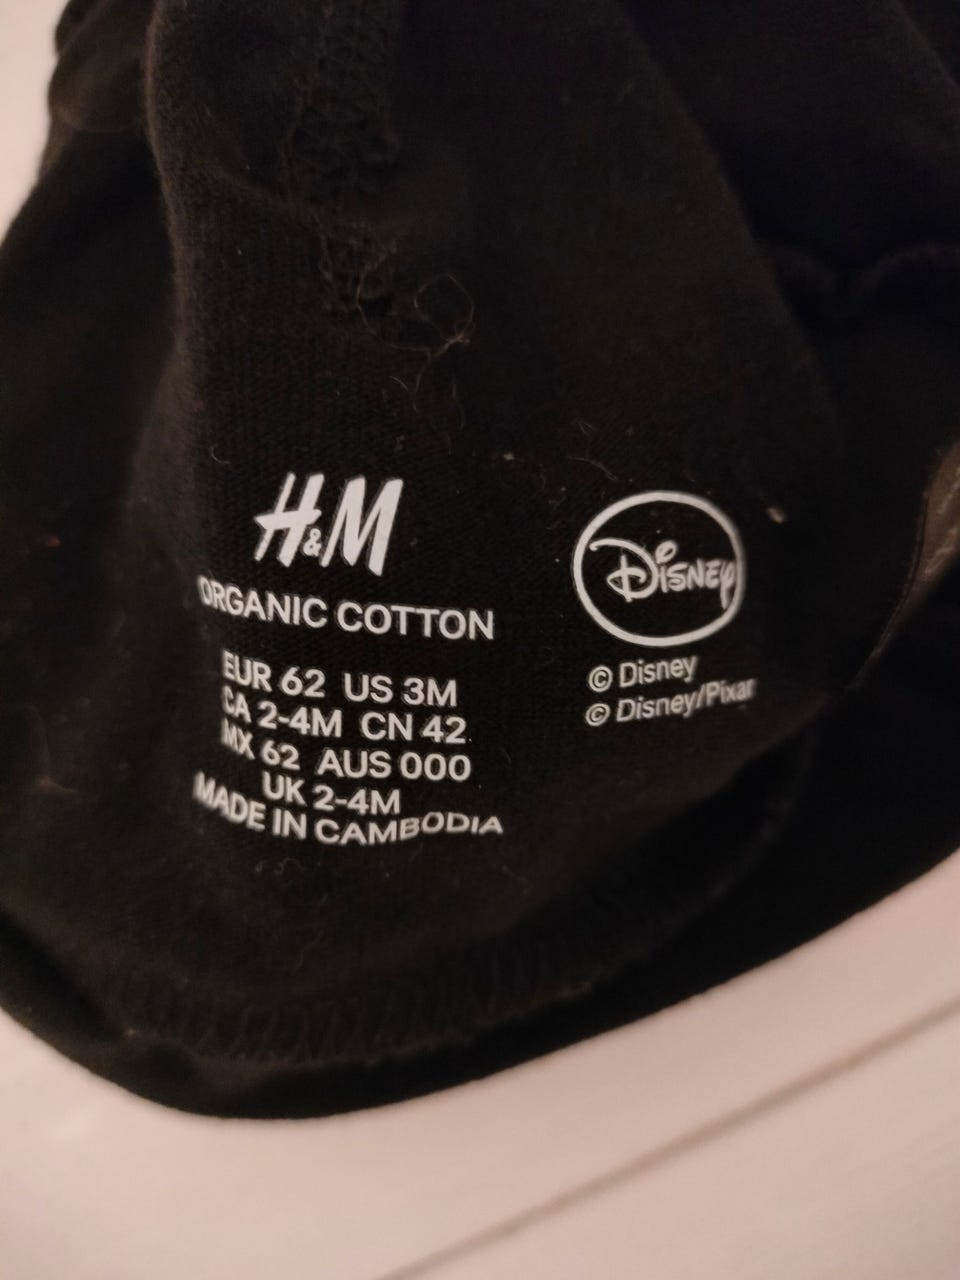 H&M
ORGANIC COTTON
EUR 62 US 3M
CA 2-4M CN 42
MX 62 AUS 000
UK 2-4M
MADE IN CAMBODIA
Disney
© Disney
© Disney/Pixar